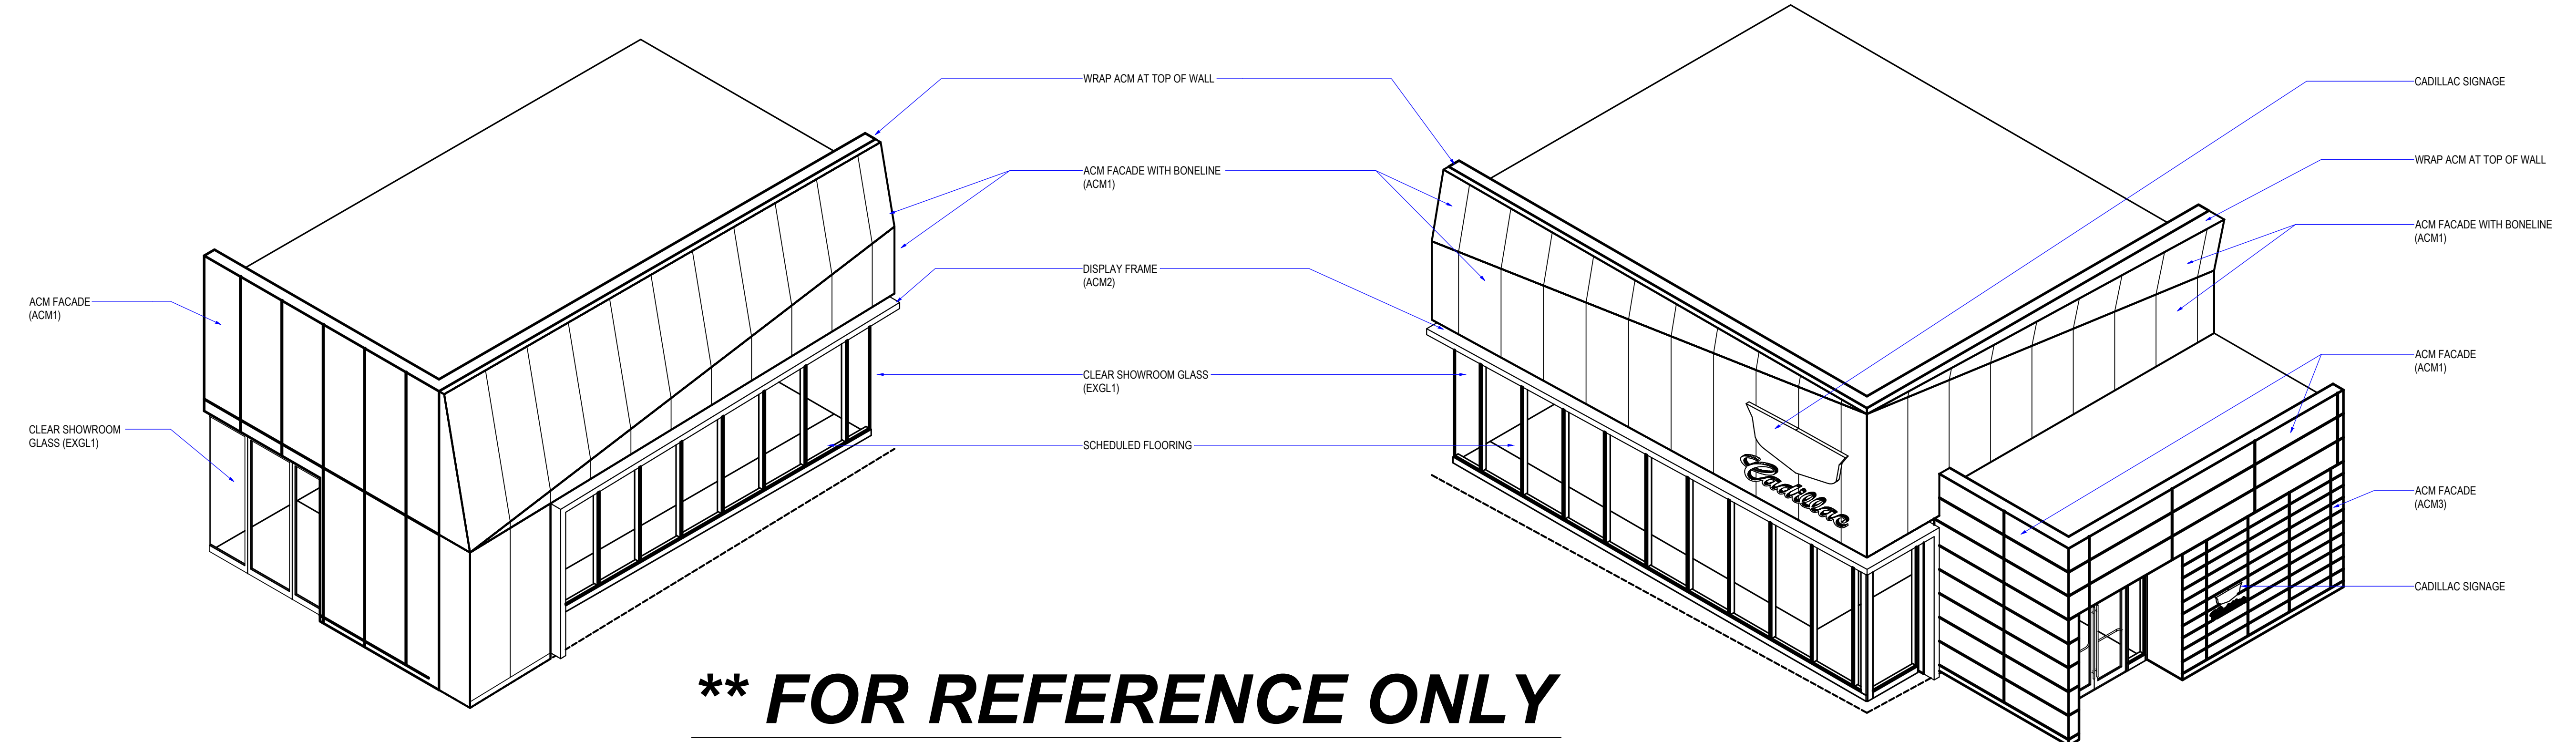 WRAP ACM AT TOP OF WALL
CADILLAC SIGNAGE
WRAP ACM AT TOP OF WALL
ACM FACADE WITH BONELINE
(ACM1)
ACM FACADE WITH BONELINE
(ACM1)
DISPLAY FRAME
(ACM2)
ACM FACADE
(ACM1)
ACM FACADE
(ACM1)
CLEAR SHOWROOM GLASS
(EXGL1)
CLEAR SHOWROOM
GLASS (EXGL1)
SCHEDULED FLOORING
Cadillac
ACM FACADE
(ACM3)
CADILLAC SIGNAGE
** FOR REFERENCE ONLY